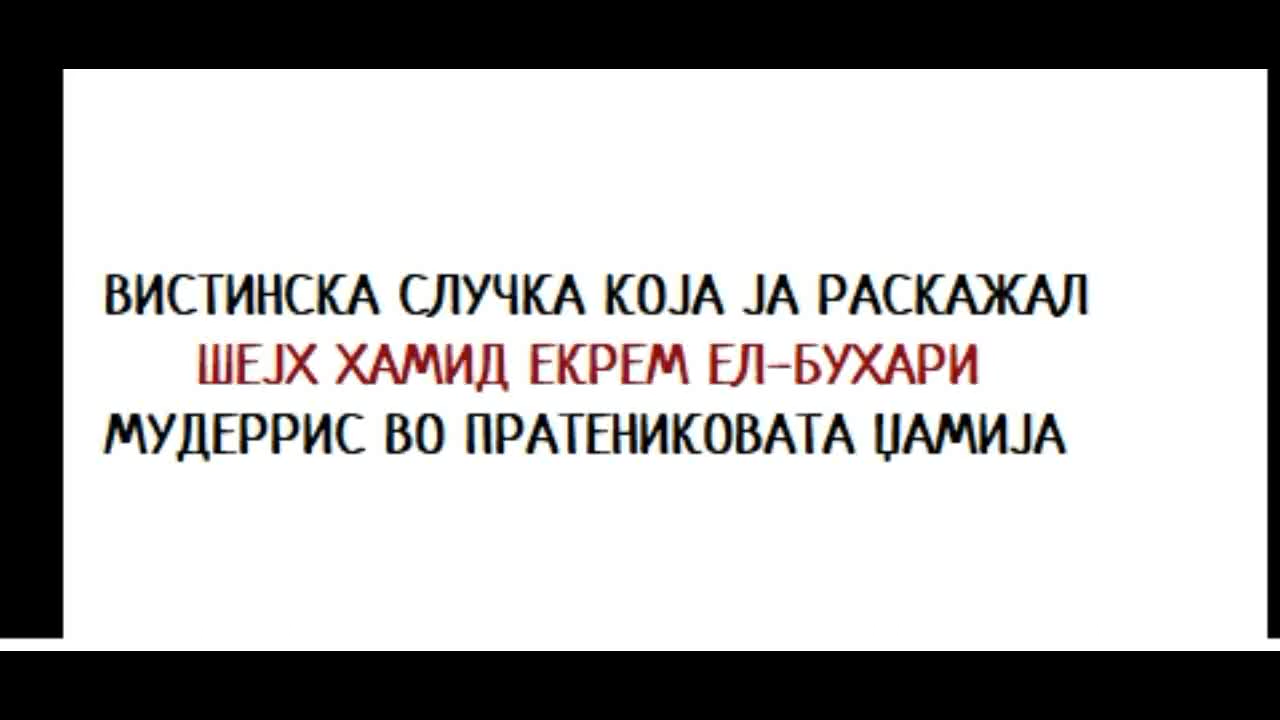 ВИСТИНСКА СЛУЧКА КОЈА ЈА РАСКАЖАЛ
ШЕЈХ ХАМИД ЕКРЕМ ЕЛ-БУХАРИ
МУДЕРРИС ВО ПРАТЕНИКОВАТА ЏАМИЈА